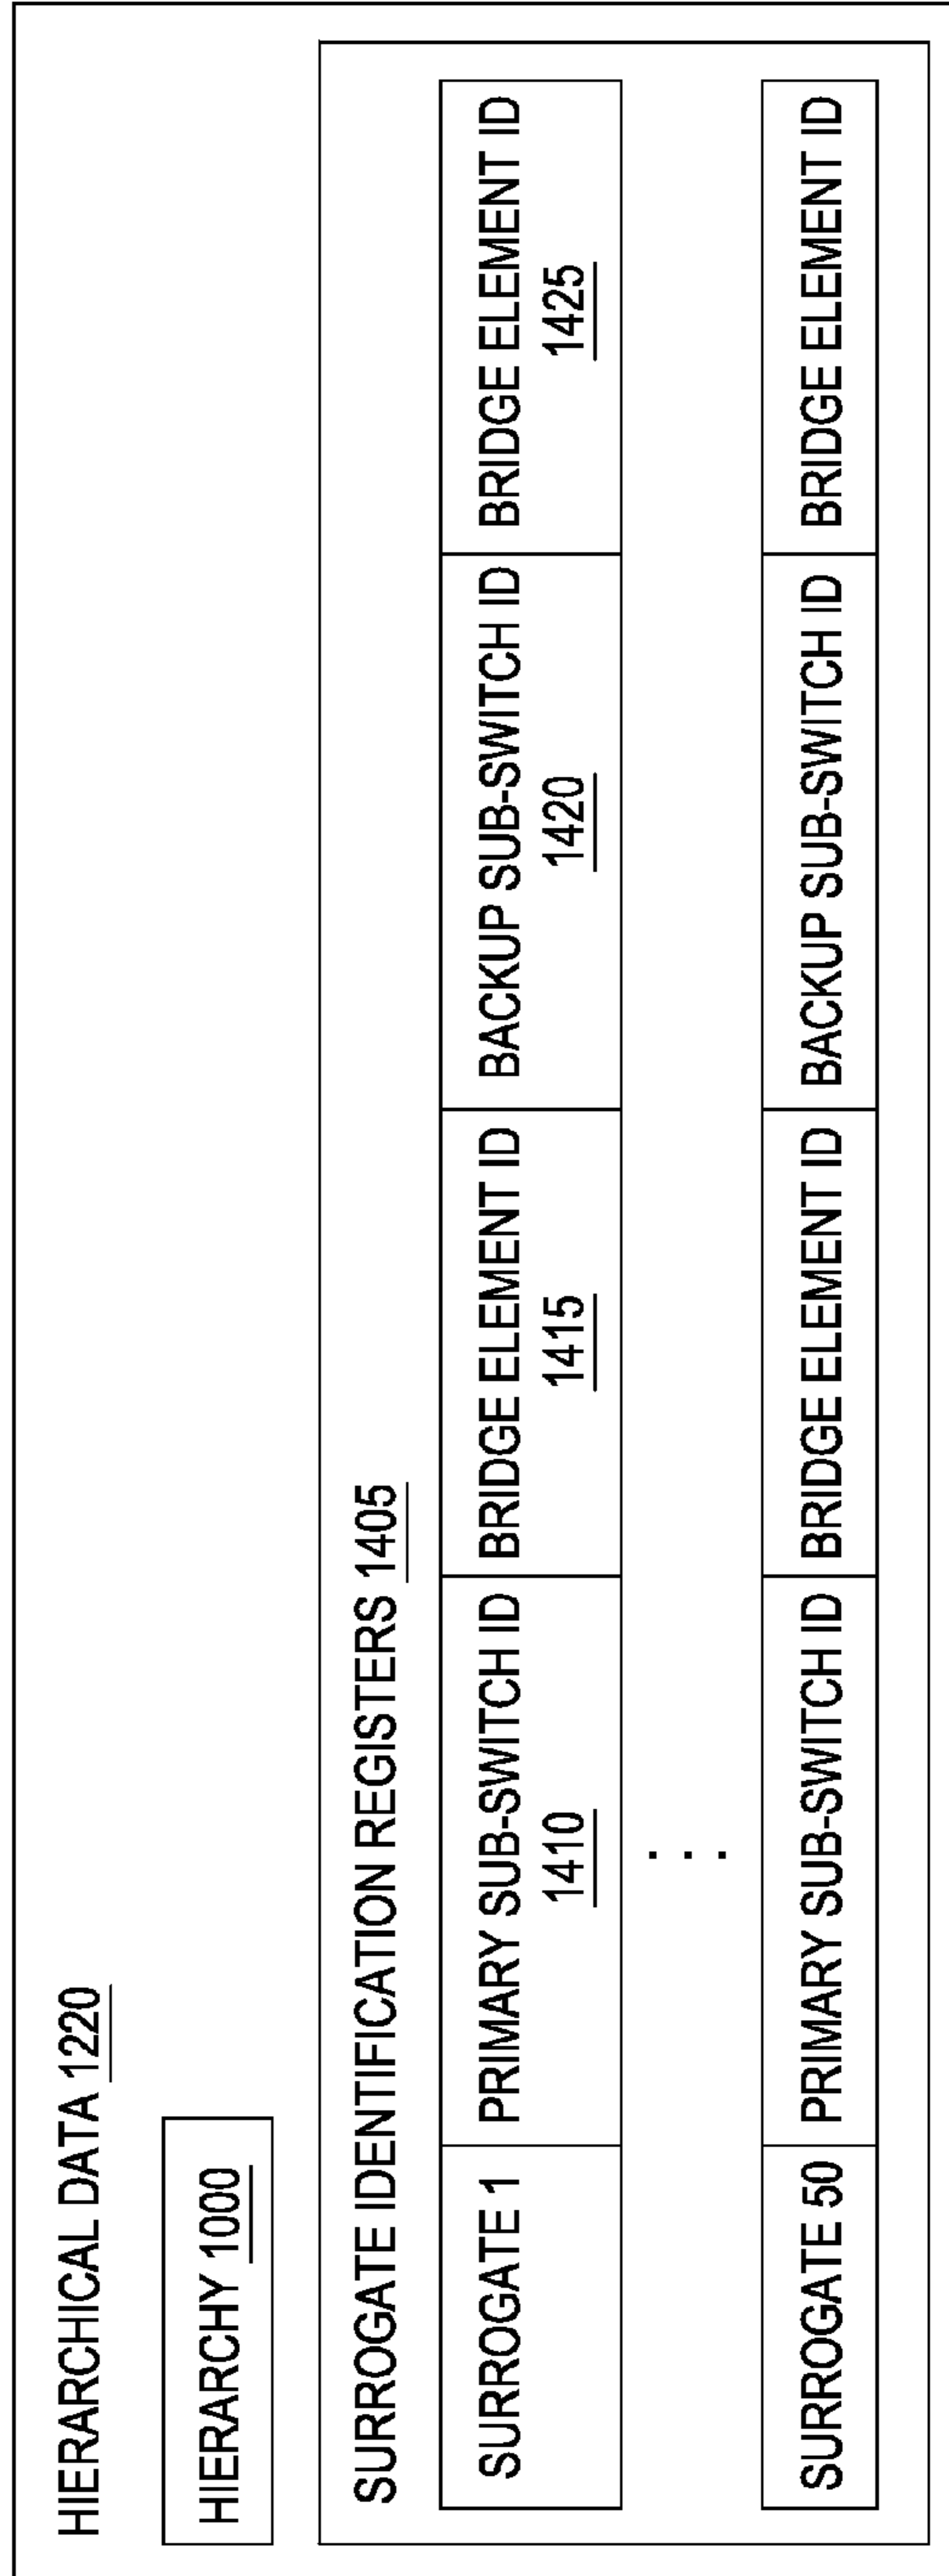 HIERARCHICAL DATA 1220
HIERARCHY 1000
SURROGATE IDENTIFICATION REGISTERS 1405
SURROGATE 1
PRIMARY SUB-SWITCH ID
1410
BRIDGE ELEMENT ID
1415
BACKUP SUB-SWITCH ID
1420
BRIDGE ELEMENT ID
1425
. . .
SURROGATE 50
PRIMARY SUB-SWITCH ID
BRIDGE ELEMENT ID
BACKUP SUB-SWITCH ID
BRIDGE ELEMENT ID